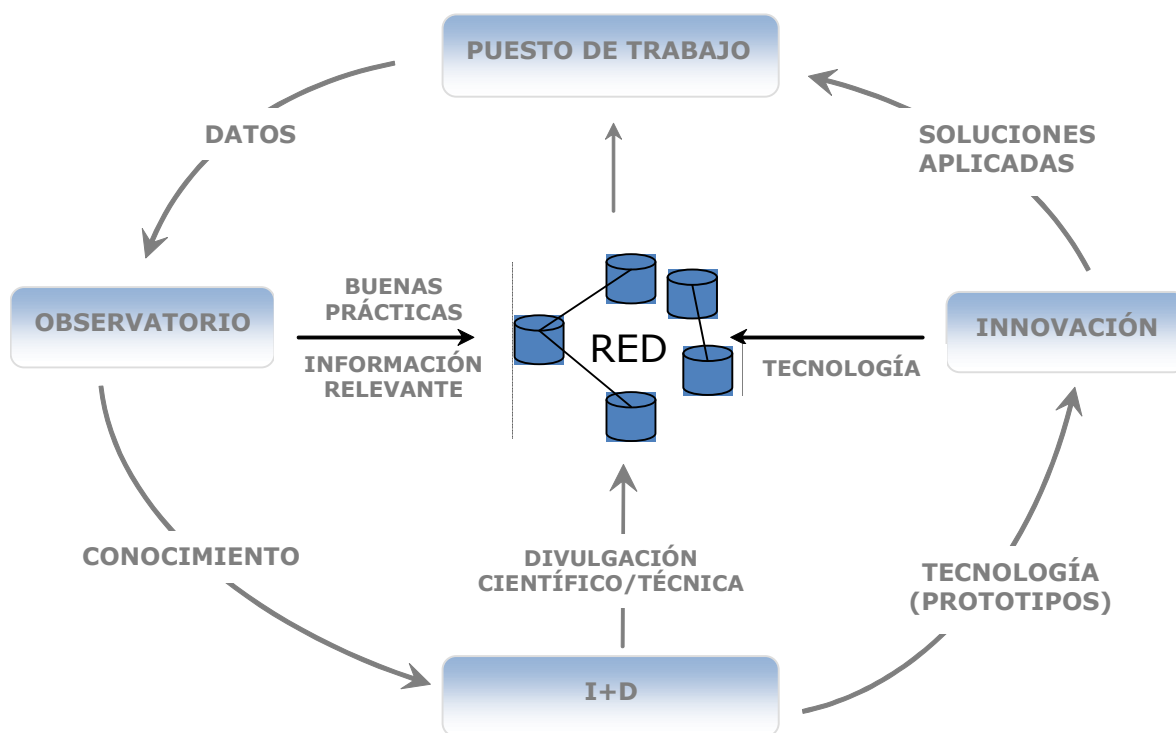 PUESTO DE TRABAJO
DATOS
SOLUCIONES
APLICADAS
BUENAS
PRÁCTICAS
OBSERVATORIO
INFORMACIÓN
RELEVANTE
RED
TECNOLOGÍA
INNOVACIÓN
CONOCIMIENTO
DIVULGACIÓN
CIENTÍFICO/TÉCNICA
TECNOLOGÍA
(PROTOTIPOS)
I+D